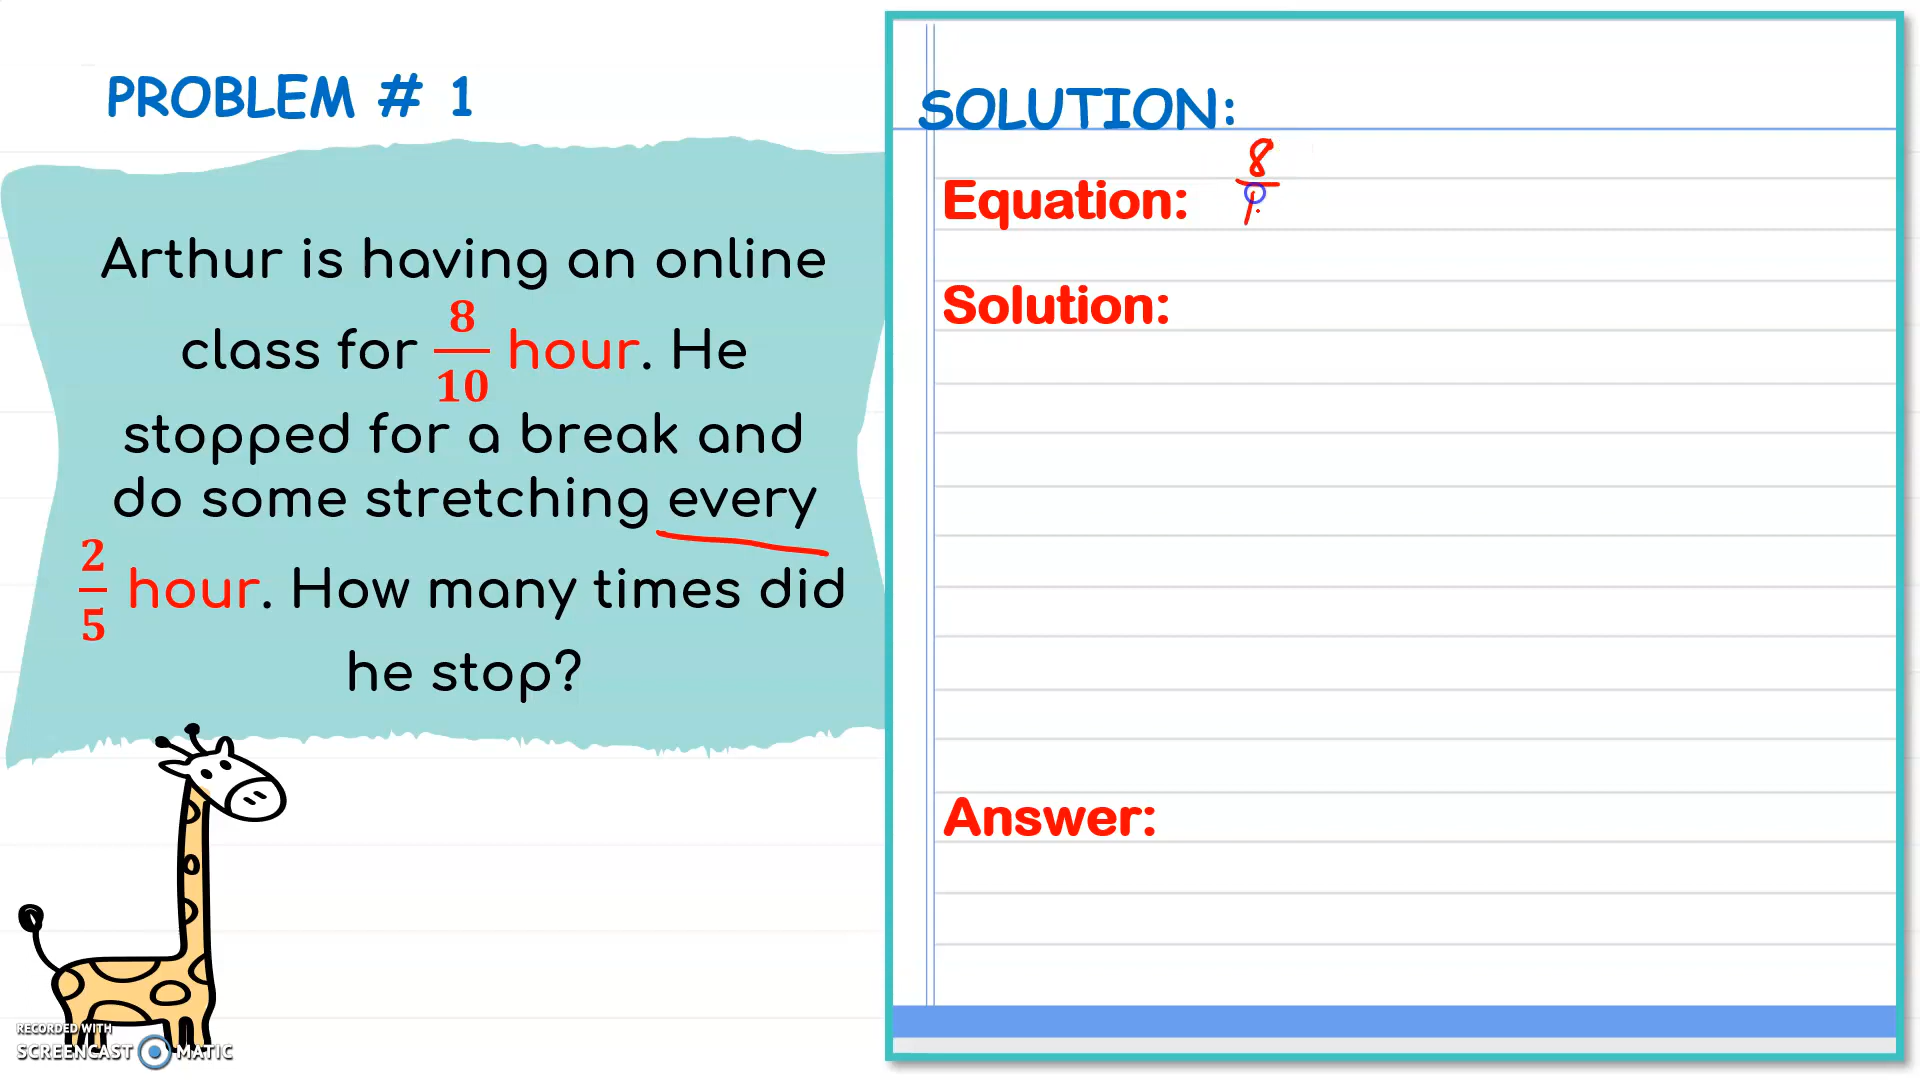 PROBLEM # 1
Arthur is having an online
class for 8/10 hour. He
stopped for a break and
do some stretching every
2/5 hour. How many times did
he stop?
SOLUTION:
Equation: 8/1
Solution:
Answer:
RECORDED WITH
SCREENCAST MATIC